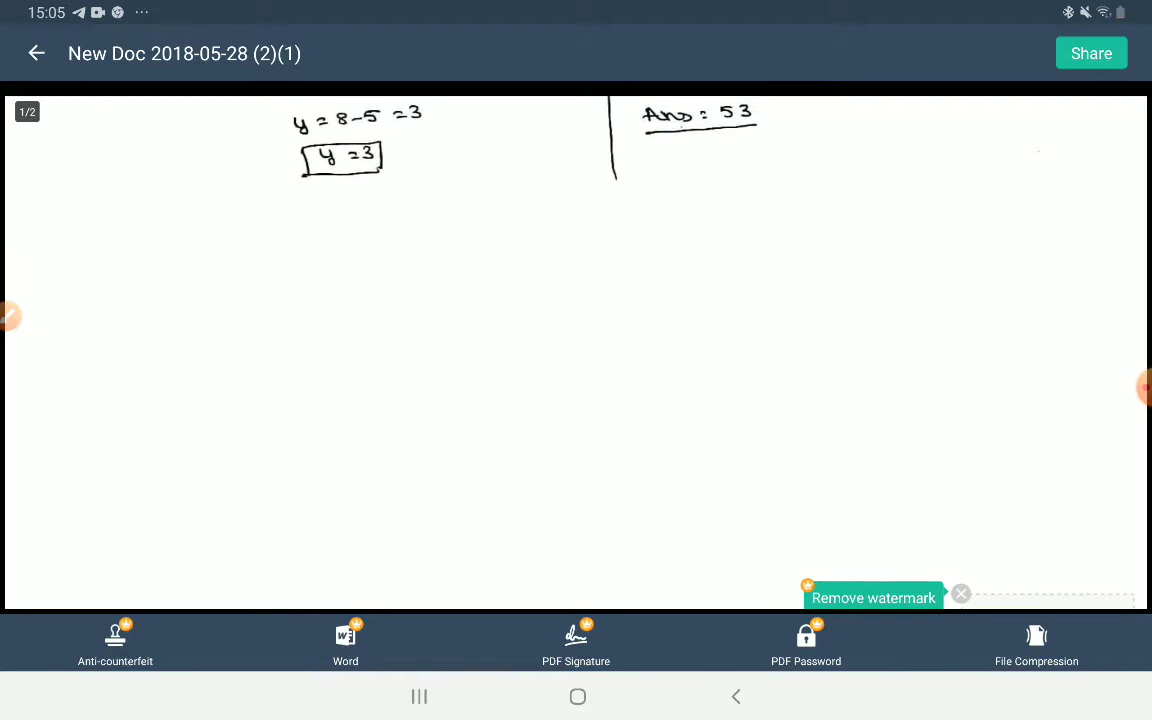 15:05
New Doc 2018-05-28 (2)(1)
Share
1/2
y = 8-5 = 3
y = 3
Ans: 53
Remove watermark
Anti-counterfeit
Word
PDF Signature
PDF Password
File Compression